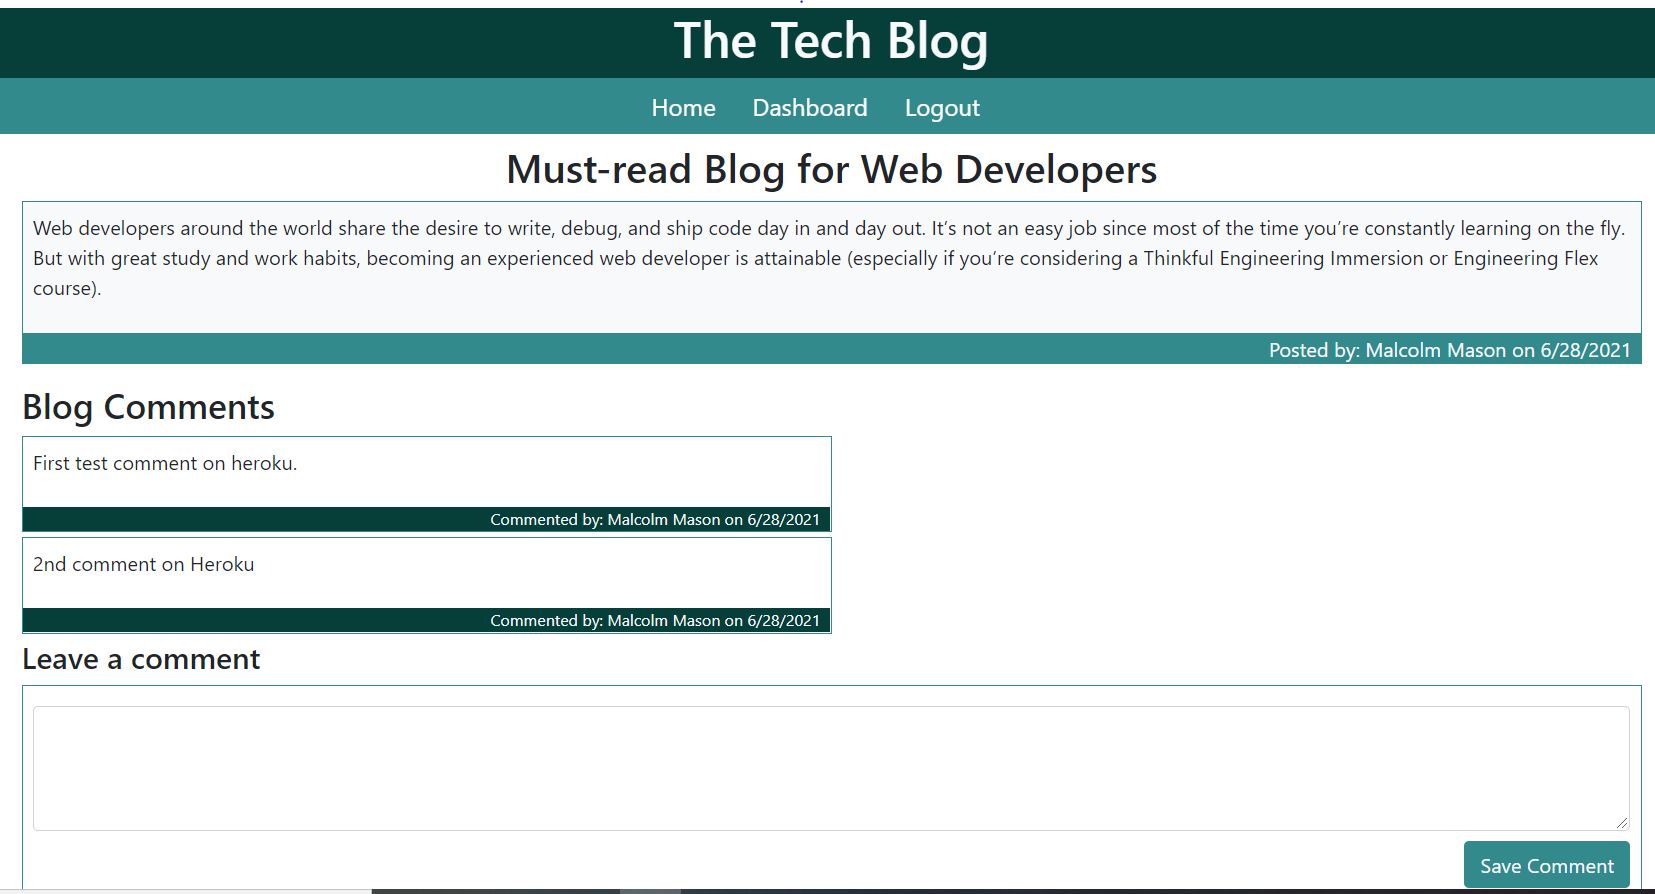 The Tech Blog
Home Dashboard Logout
Must-read Blog for Web Developers
Web developers around the world share the desire to write, debug, and ship code day in and day out. It’s not an easy job since most of the time you’re constantly learning on the fly.
But with great study and work habits, becoming an experienced web developer is attainable (especially if you’re considering a Thinkful Engineering Immersion or Engineering Flex
course).
Posted by: Malcolm Mason on 6/28/2021
Blog Comments
First test comment on heroku.
Commented by: Malcolm Mason on 6/28/2021
2nd comment on Heroku
Commented by: Malcolm Mason on 6/28/2021
Leave a comment
Save Comment